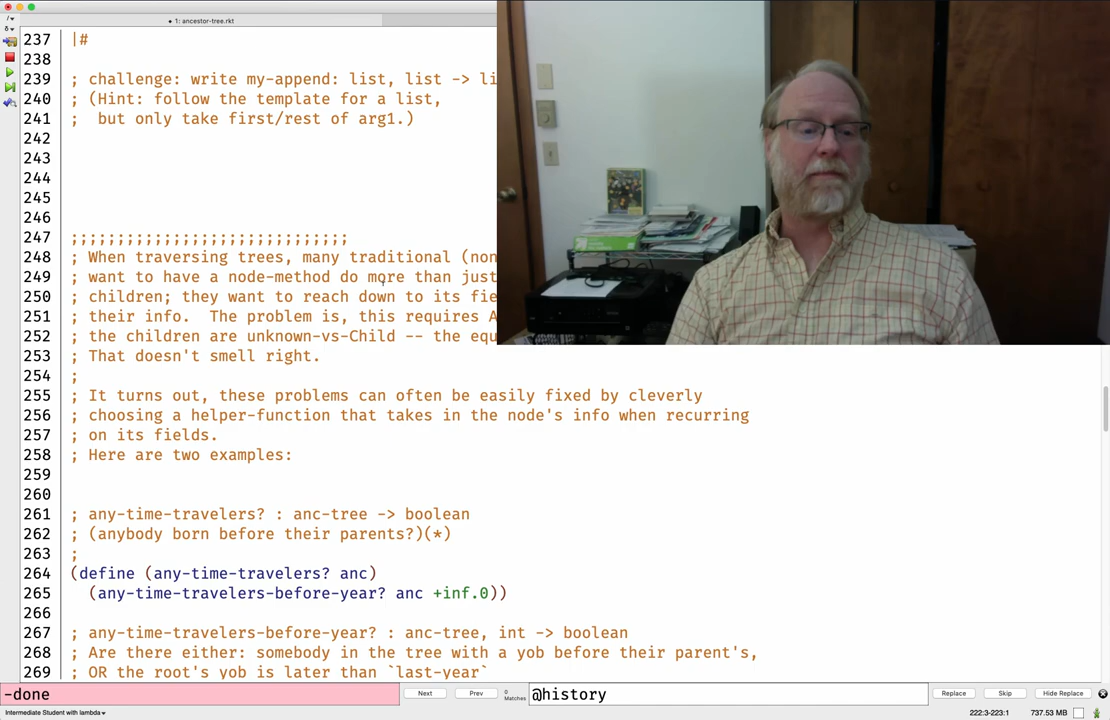 1: ancestor-tree.rkt
237 |#
238
239 ; challenge: write my-append: list, list -> li
240 ; (Hint: follow the template for a list,
241 ;  but only take first/rest of arg1.)
242
243
244
245
246
247 ;;;;;;;;;;;;;;;;;;;;;;;;;;;;;;
248 ; When traversing trees, many traditional (non
249 ; want to have a node-method do more than just
250 ; children; they want to reach down to its fie
251 ; their info.  The problem is, this requires A
252 ; the children are unknown-vs-Child -- the equ
253 ; That doesn't smell right.
254 ;
255 ; It turns out, these problems can often be easily fixed by cleverly
256 ; choosing a helper-function that takes in the node's info when recurring
257 ; on its fields.
258 ; Here are two examples:
259
260
261 ; any-time-travelers? : anc-tree -> boolean
262 ; (anybody born before their parents?)(*)
263 ;
264 (define (any-time-travelers? anc)
265   (any-time-travelers-before-year? anc +inf.0))
266
267 ; any-time-travelers-before-year? : anc-tree, int -> boolean
268 ; Are there either: somebody in the tree with a yob before their parent's,
269 ; OR the root's yob is later than `last-year`
-done Next Prev 0 Matches @history Replace Skip Hide Replace
Intermediate Student with lambda 222:3-223:1 737.53 MB